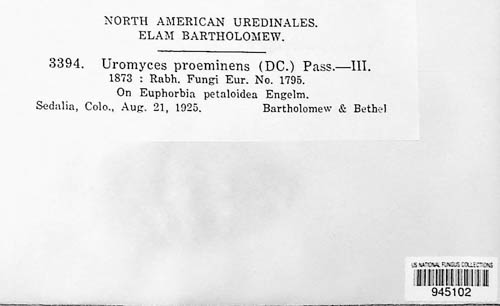 NORTH AMERICAN UREDINALES.
ELAM BARTHOLOMEW.
3394. Uromyces proeminens (DC.) Pass.—III.
1873 : Rabh. Fungi Eur. No. 1795.
On Euphorbia petaloidea Engelm.
Sedalia, Colo., Aug. 21, 1925. Bartholomew & Bethel
US NATIONAL FUNGUS COLLECTIONS
945102